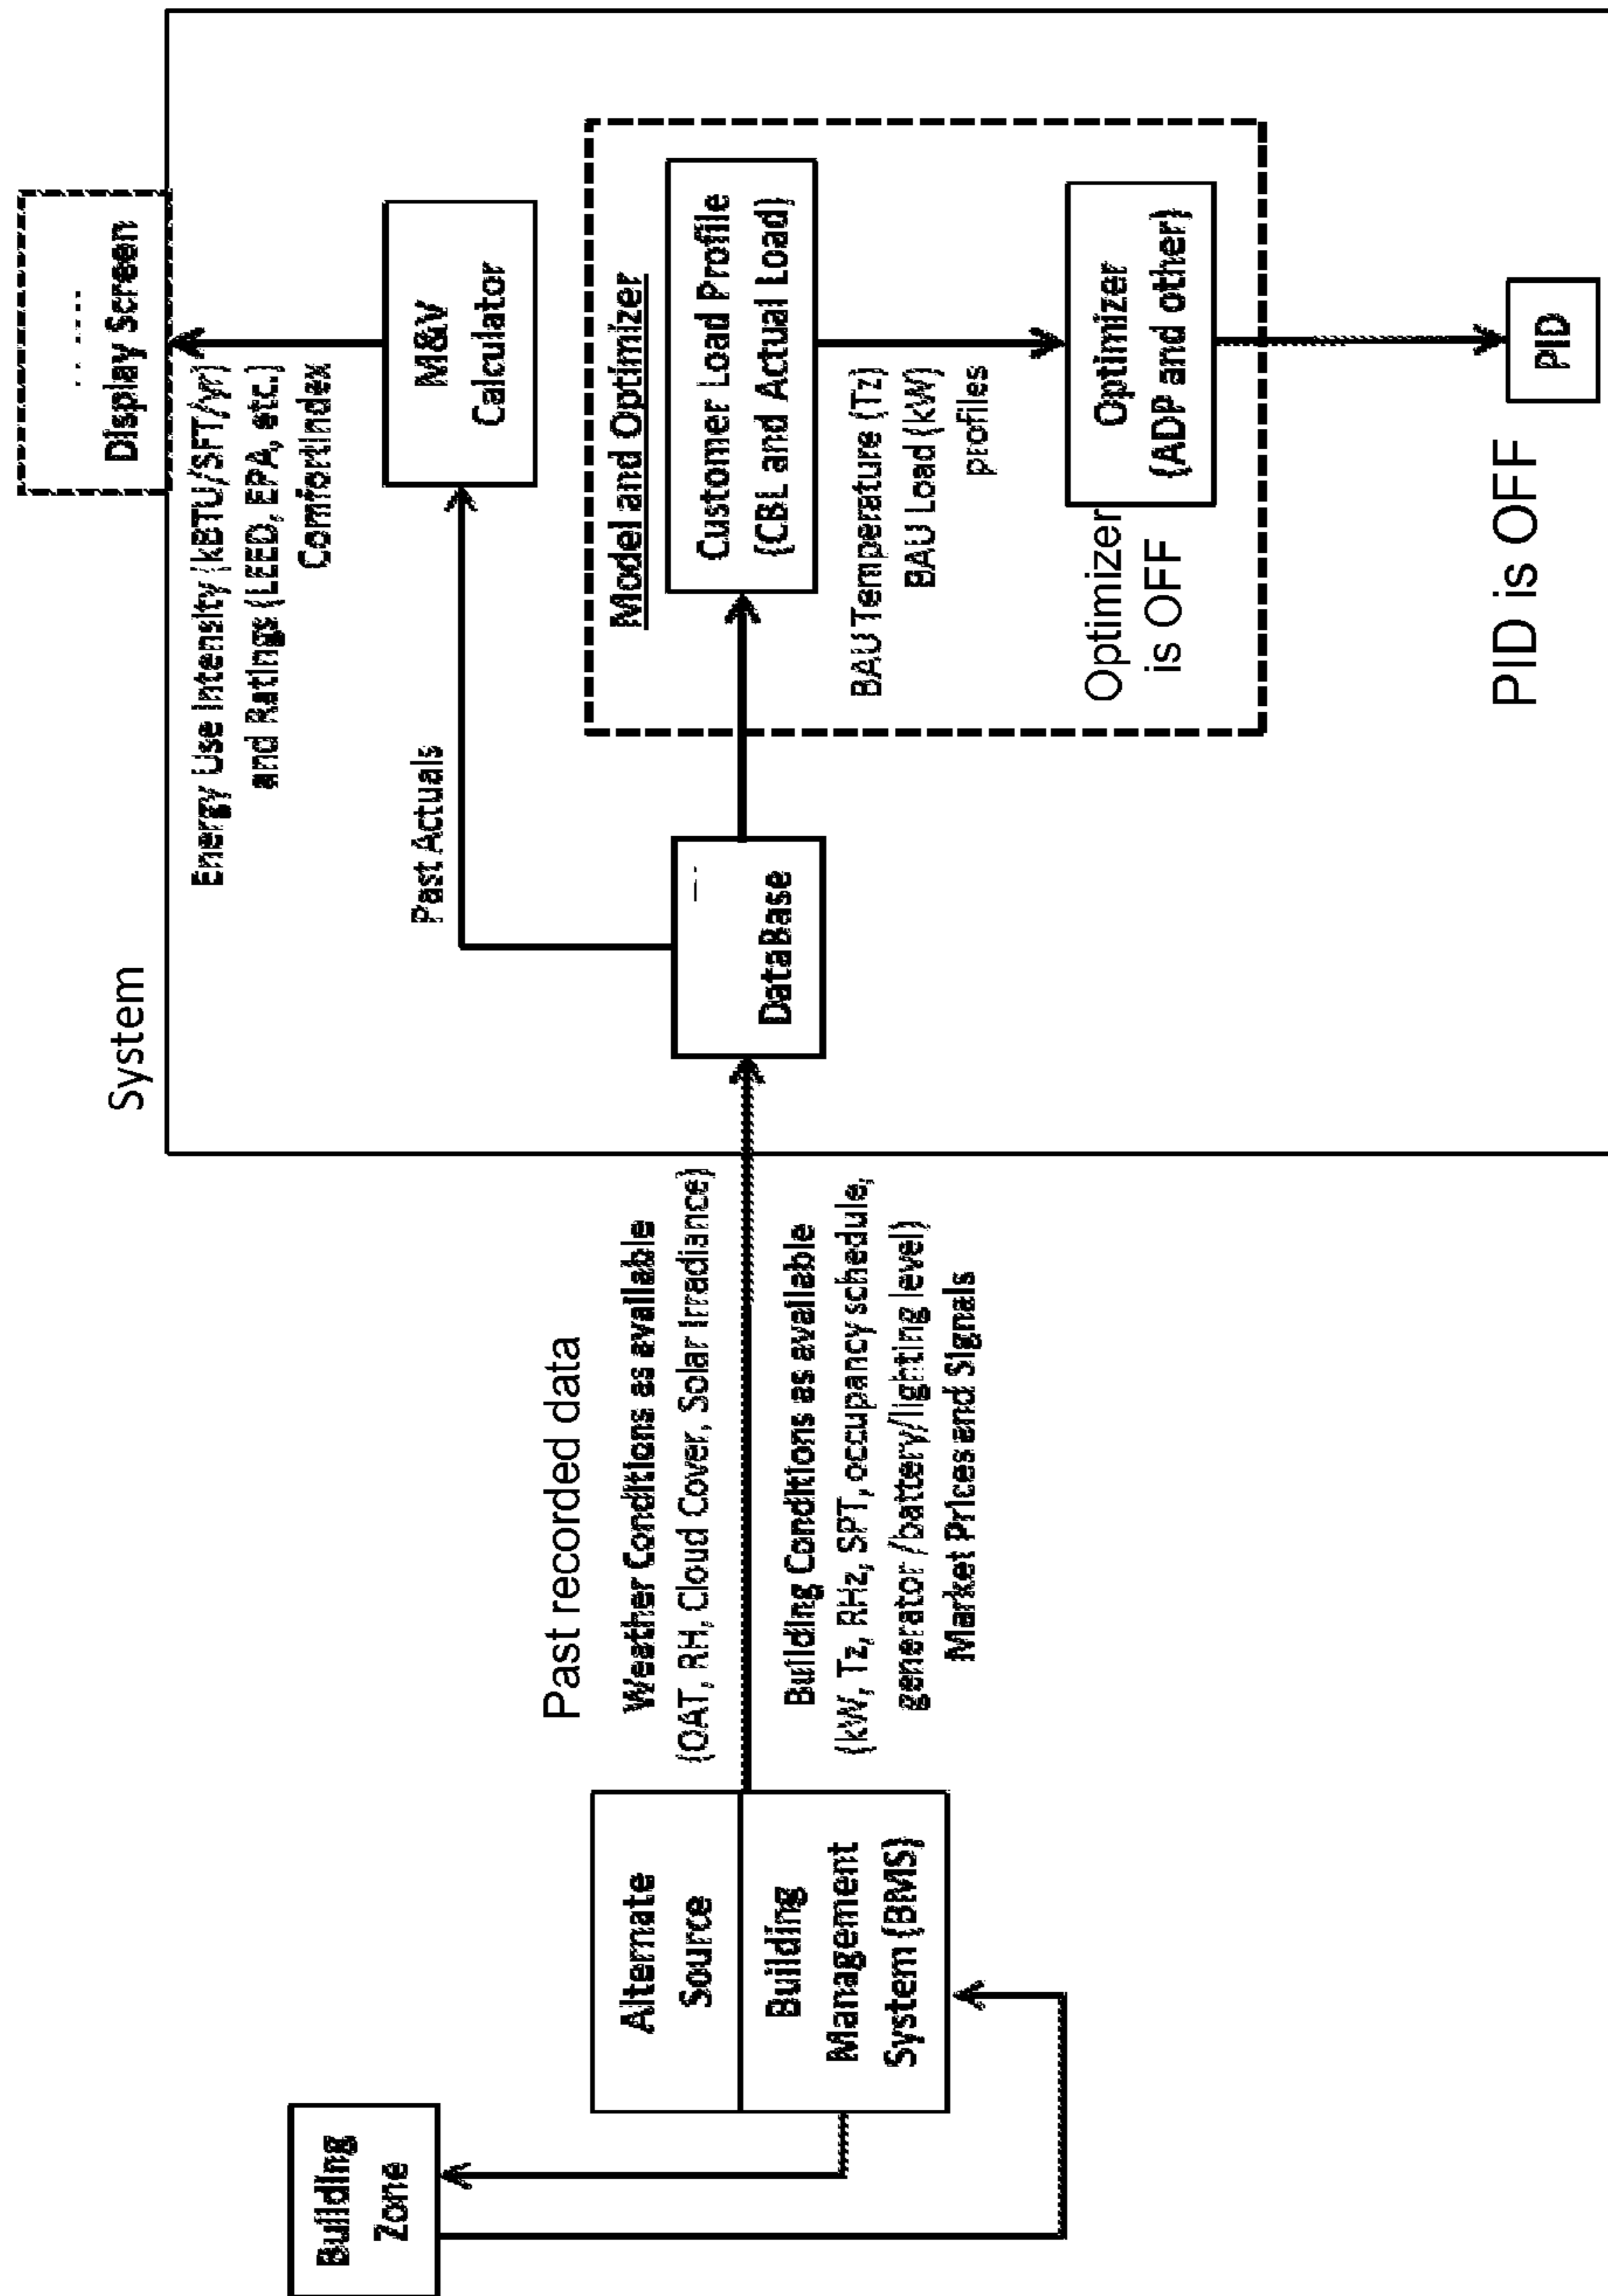 System
Display Screen
Energy Use Intensity (kBTU/SFT/yr)
and Ratings (LEED, EPA, etc.)
ComfortIndex
M&V
Calculator
Past Actuals
Building
Zone
Past recorded data
Weather Conditions as available
(OAT, RH, Cloud Cover, Solar Irradiance)
Building Conditions as available
(kW, Tz, RHz, SPT, occupancy schedule,
generator/battery/lighting level)
Market Prices and Signals
Alternate
Source
Building
Management
System (BMS)
DataBase
Model and Optimizer
Customer Load Profile
(CBL and Actual Load)
BAU Temperature (Tz)
BAU Load (kW)
profiles
Optimizer
is OFF
Optimizer
(ADP and other)
PID is OFF
PID